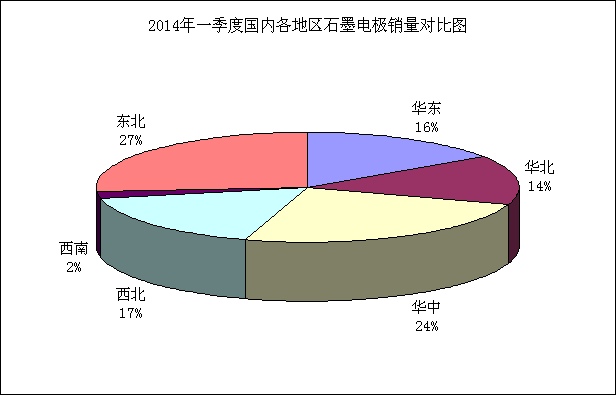 2014年一季度国内各地区石墨电极销量对比图
华东
16%
东北
27%
华北
14%
西南
2%
西北
17%
华中
24%